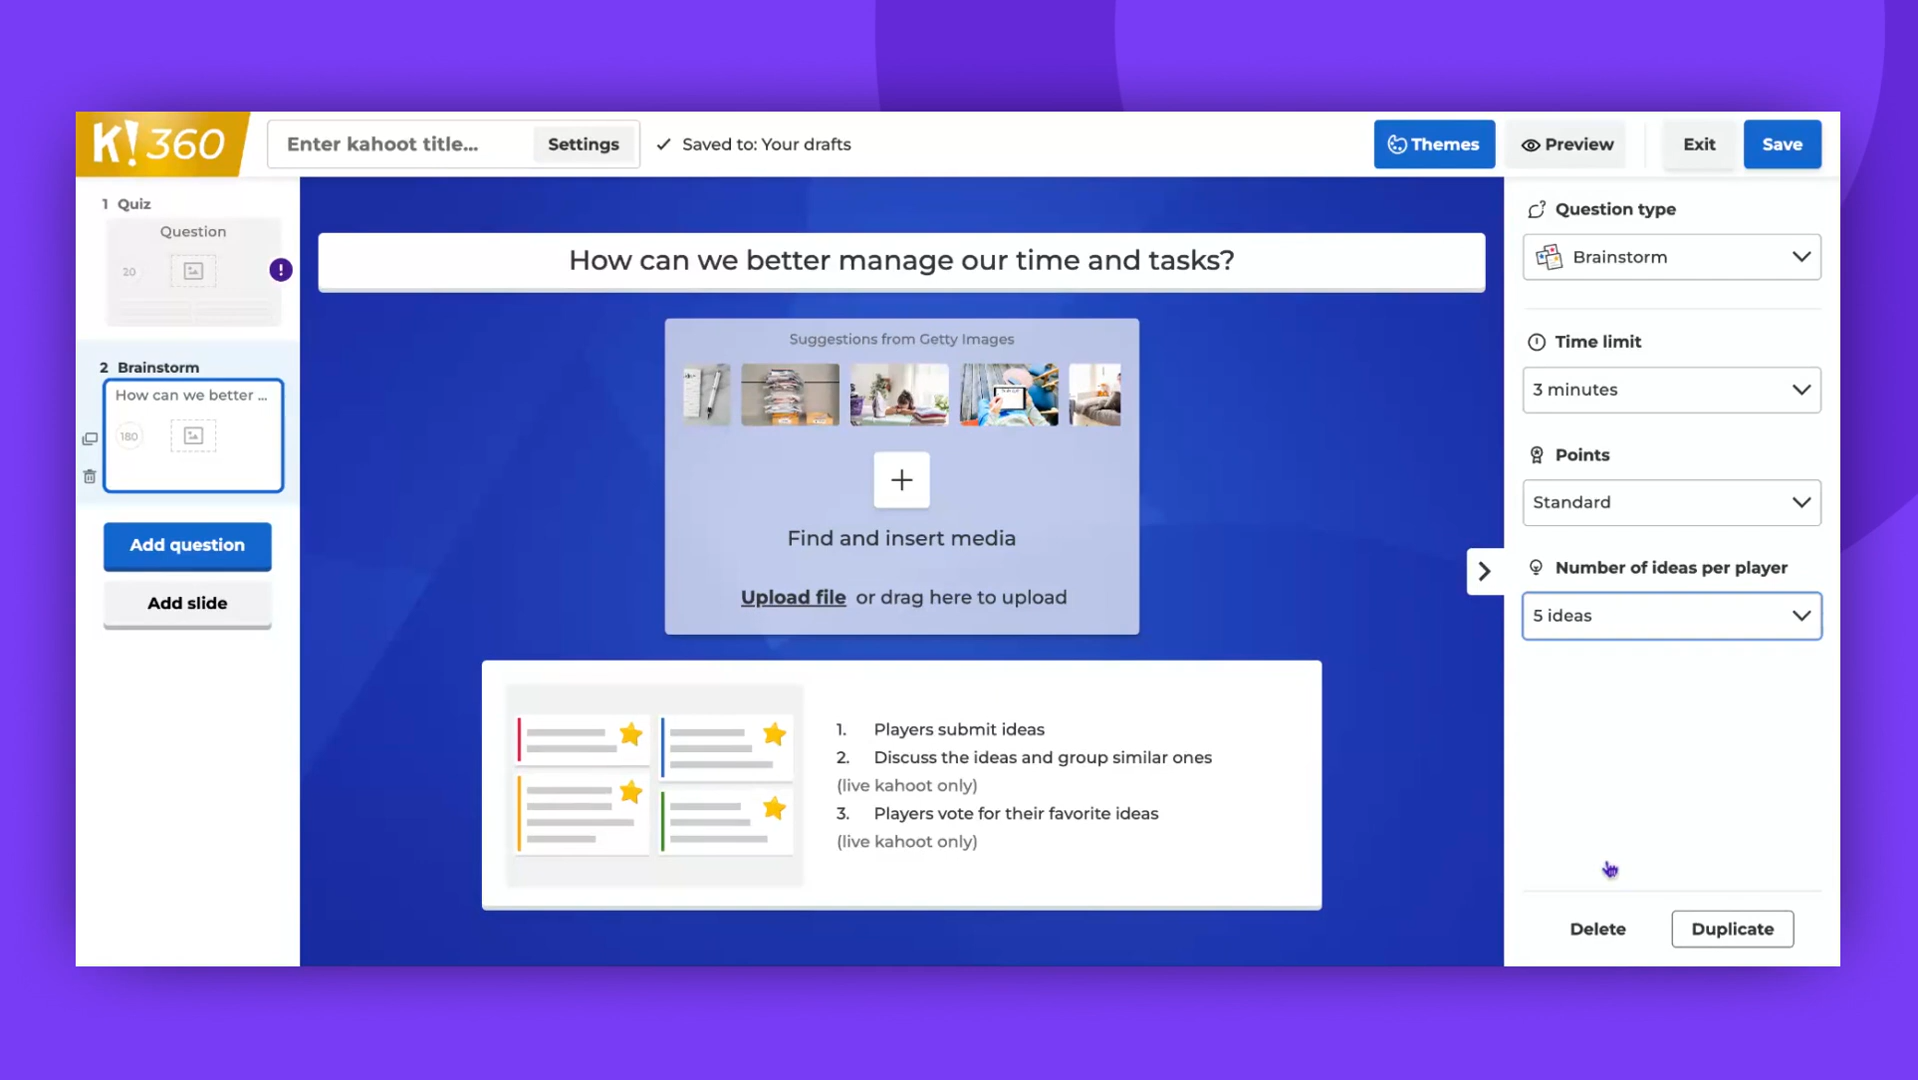 K! 360
Enter kahoot title...
Settings
Saved to: Your drafts
Themes
Preview
Exit
Save
1 Quiz
Question
20
!
2 Brainstorm
How can we better ...
180
Add question
Add slide
How can we better manage our time and tasks?
Suggestions from Getty Images
Find and insert media
Upload file or drag here to upload
1. Players submit ideas
2. Discuss the ideas and group similar ones
(live kahoot only)
3. Players vote for their favorite ideas
(live kahoot only)
Question type
Brainstorm
Time limit
3 minutes
Points
Standard
Number of ideas per player
5 ideas
Delete
Duplicate